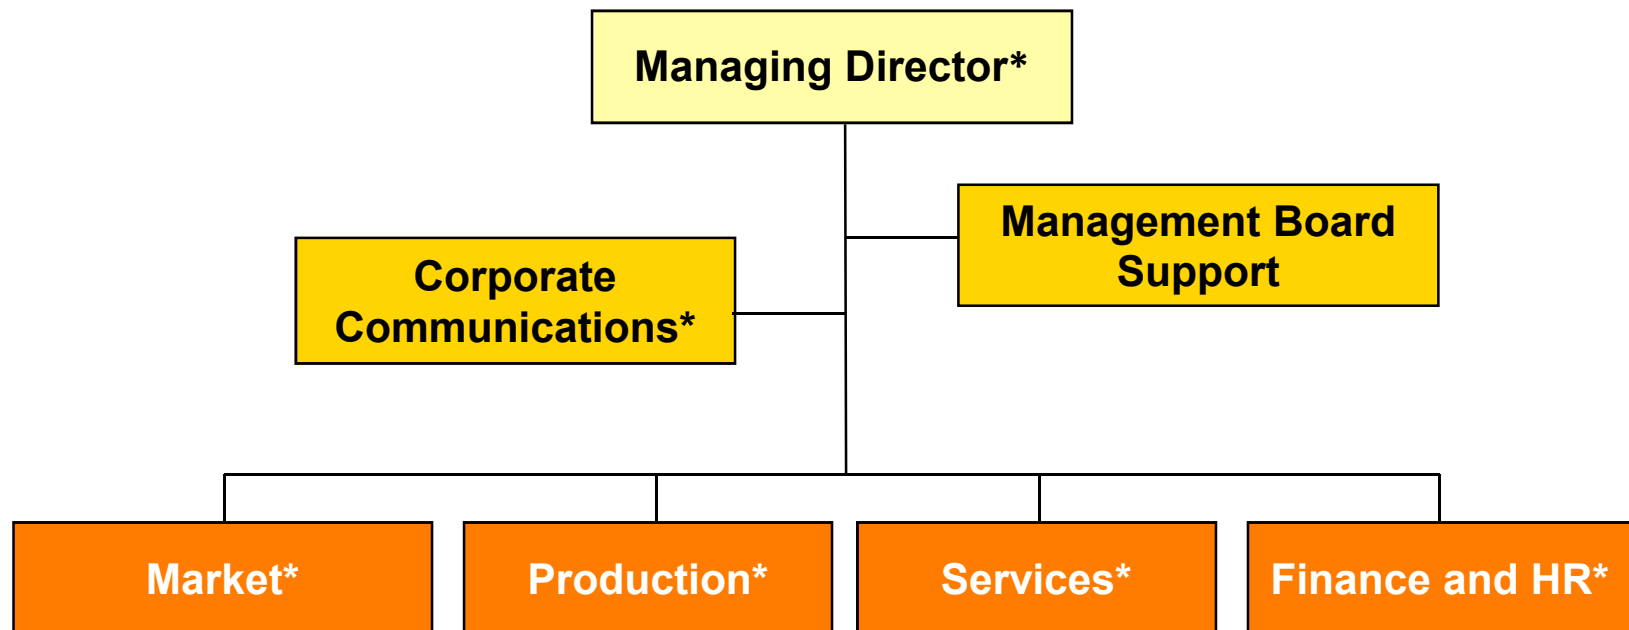 Managing Director*
Management Board
Support
Corporate
Communications*
Market*
Production*
Services*
Finance and HR*